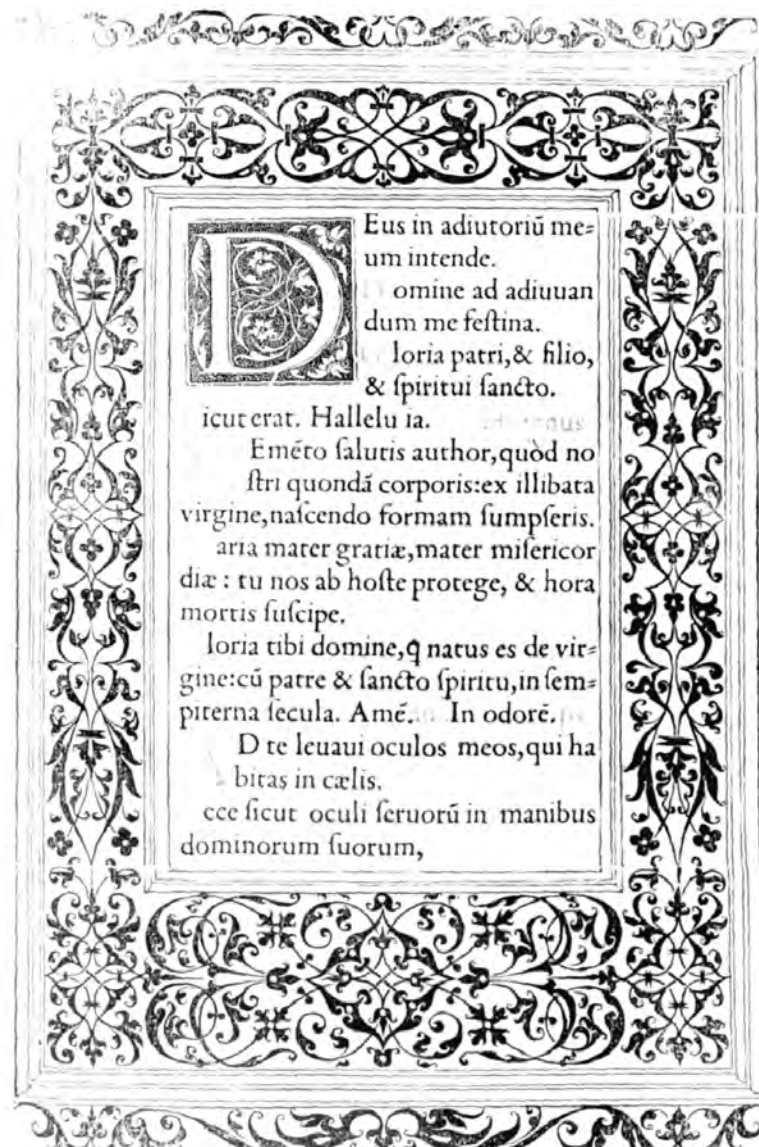 DEus in adiutoriū me=
um intende.
omine ad adiuuan
dum me feſtina.
loria patri, & filio,
& ſpiritui ſancto.
icut erat. Hallelu ia.
Emēto ſalutis author, quòd no
ſtri quondā corporis: ex illibata
virgine, naſcendo formam ſumpſeris.
aria mater gratiæ, mater miſericor
diæ : tu nos ab hoſte protege, & hora
mortis ſuſcipe.
loria tibi domine, q̄ natus es de vir=
gine: cū patre & ſancto ſpiritu, in ſem=
piterna ſecula. Amē. In odorē.
D te leuaui oculos meos, qui ha
bitas in cælis.
cce ſicut oculi ſeruorū in manibus
dominorum ſuorum,